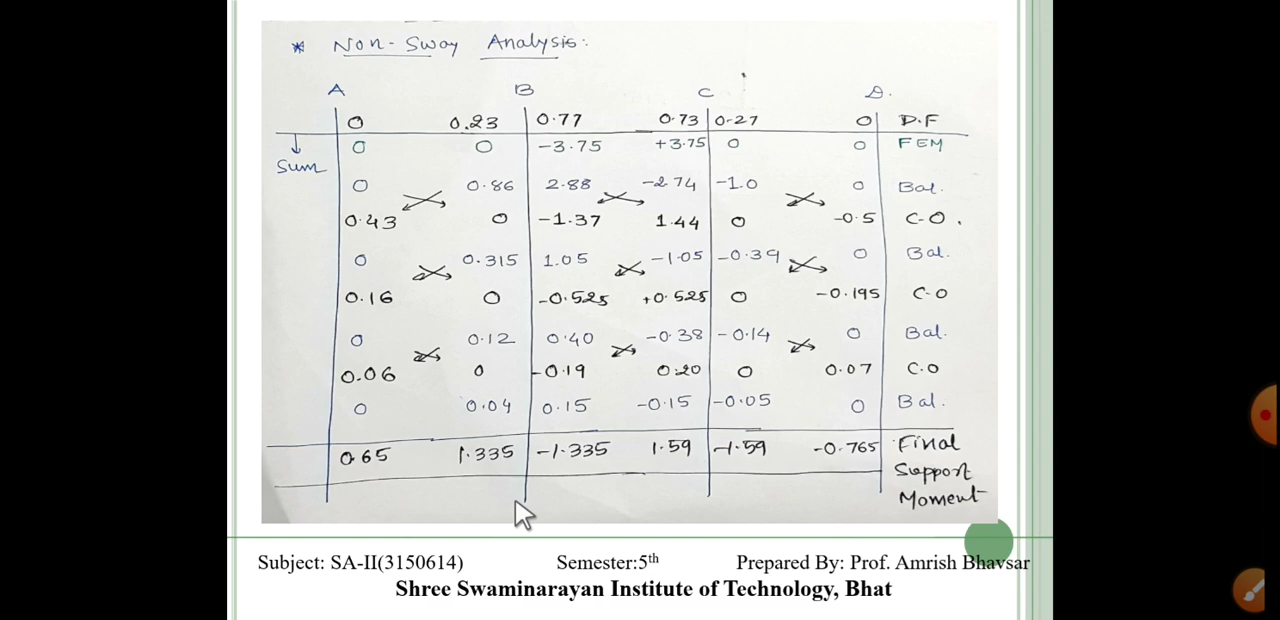 * Non-Sway Analysis:
A B C D.
0 0.23 0.77 0.73 0.27 0 D.F
↓ 0 0 -3.75 +3.75 0 0 FEM
Sum
0 0.86 2.88 -2.74 -1.0 0 Bal.
0.43 0 -1.37 1.44 0 -0.5 C-O.
0 0.315 1.05 -1.05 -0.39 0 Bal.
0.16 0 -0.525 +0.525 0 -0.195 C-O
0 0.12 0.40 -0.38 -0.14 0 Bal.
0.06 0 -0.19 0.20 0 0.07 C.O
0 0.04 0.15 -0.15 -0.05 0 Bal.
0.65 1.335 -1.335 1.59 -1.59 -0.765 Final
Support
Moment
Subject: SA-II(3150614) Semester:5th Prepared By: Prof. Amrish Bhavsar
Shree Swaminarayan Institute of Technology, Bhat